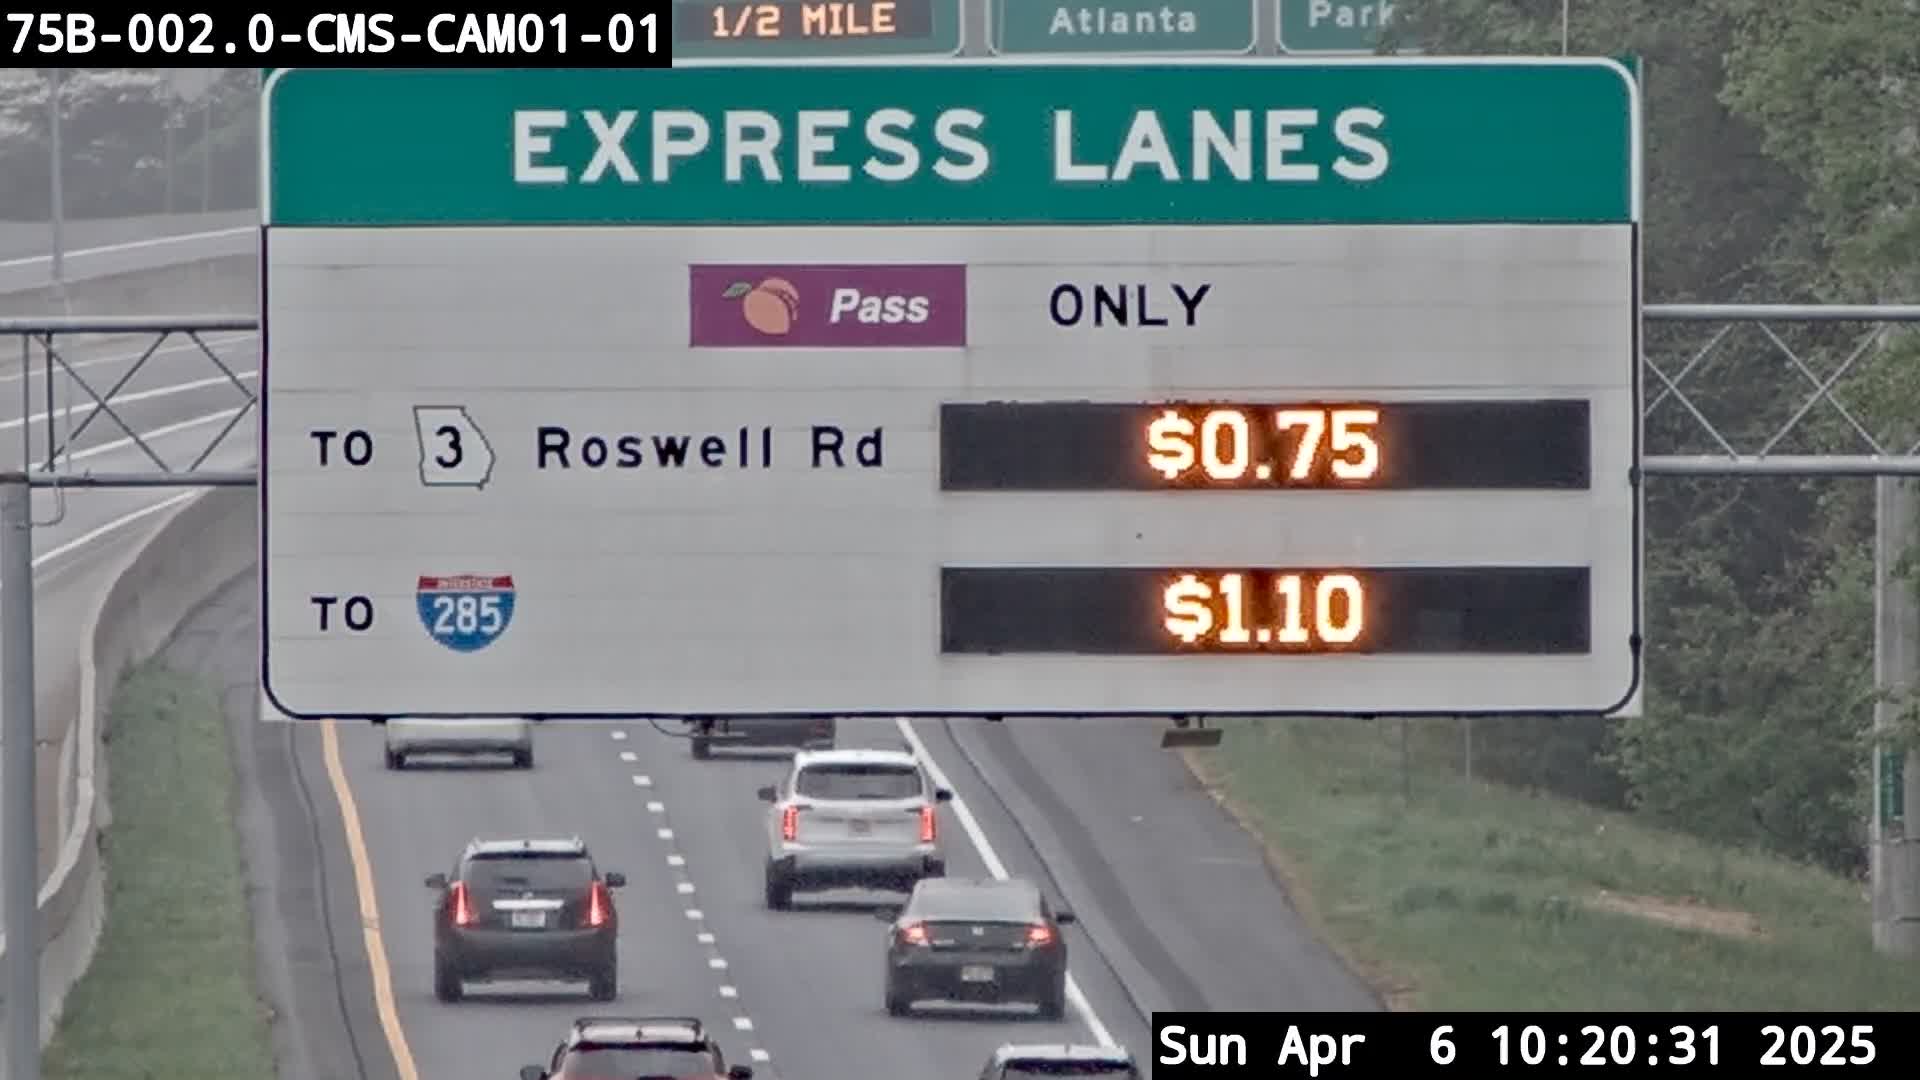 75B-002.0-CMS-CAM01-01
1/2 MILE
Atlanta
Park
EXPRESS LANES
Pass ONLY
TO 3 Roswell Rd $0.75
TO INTERSTATE 285 $1.10
Sun Apr 6 10:20:31 2025